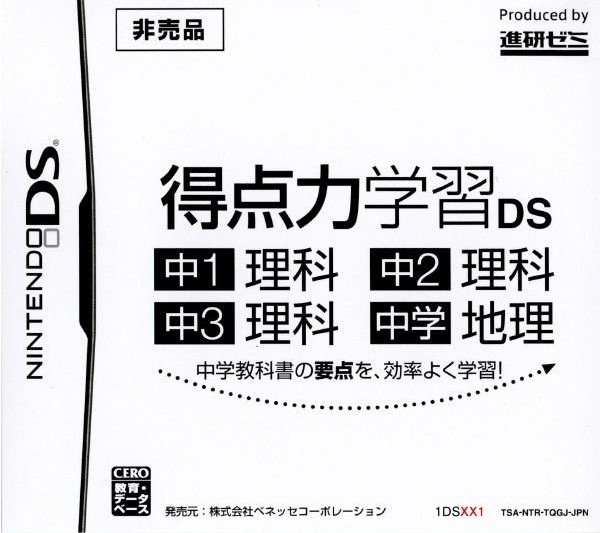 非売品
Produced by
進研ゼミ
NINTENDO DS®
得点力学習DS
中1 理科 中2 理科
中3 理科 中学 地理
中学教科書の要点を、効率よく学習!
CERO
教育・
データ
ベース
発売元:株式会社ベネッセコーポレーション 1DSXX1 TSA-NTR-TQGJ-JPN